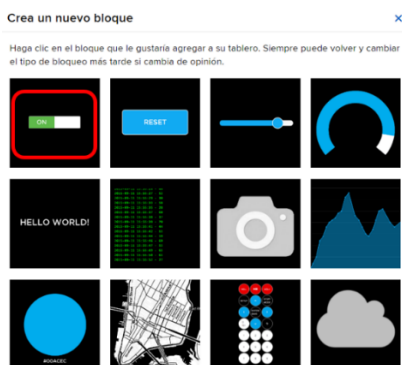 Crea un nuevo bloque
×
Haga clic en el bloque que le gustaría agregar a su tablero. Siempre puede volver y cambiar
el tipo de bloqueo más tarde si cambia de opinión.
ON
RESET
HELLO WORLD!
#00ACEC